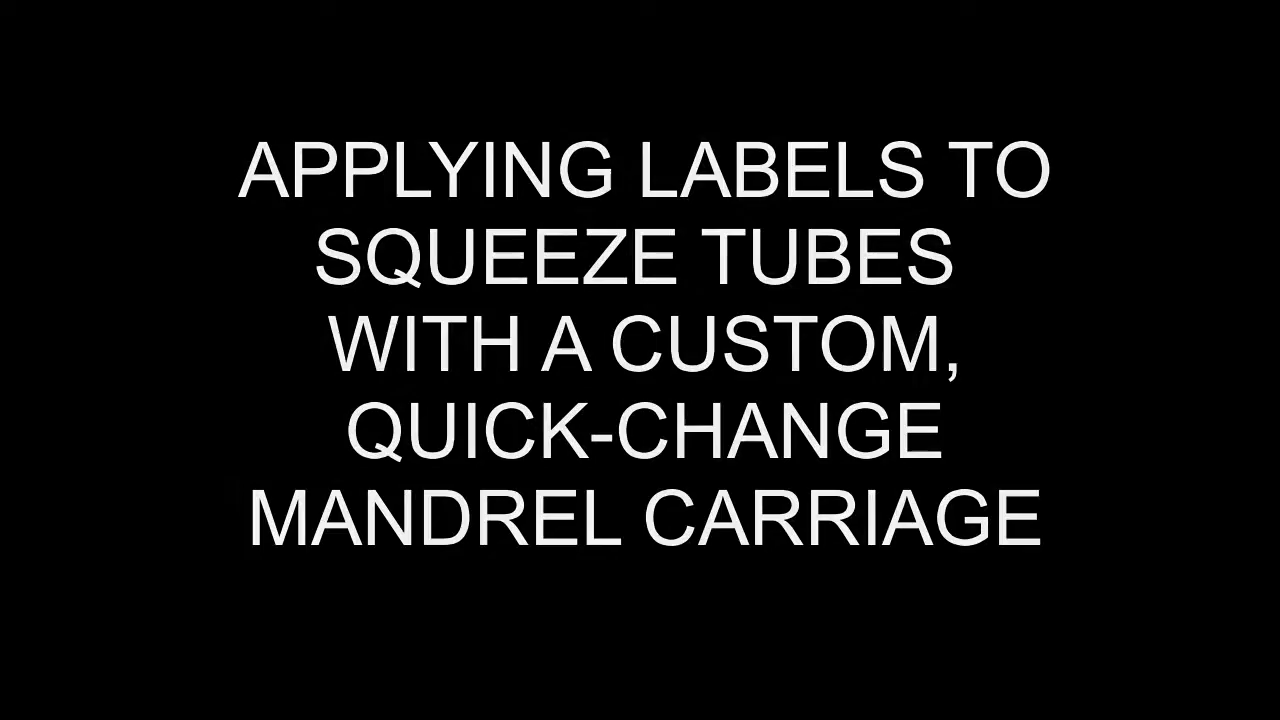 APPLYING LABELS TO
SQUEEZE TUBES
WITH A CUSTOM,
QUICK-CHANGE
MANDREL CARRIAGE